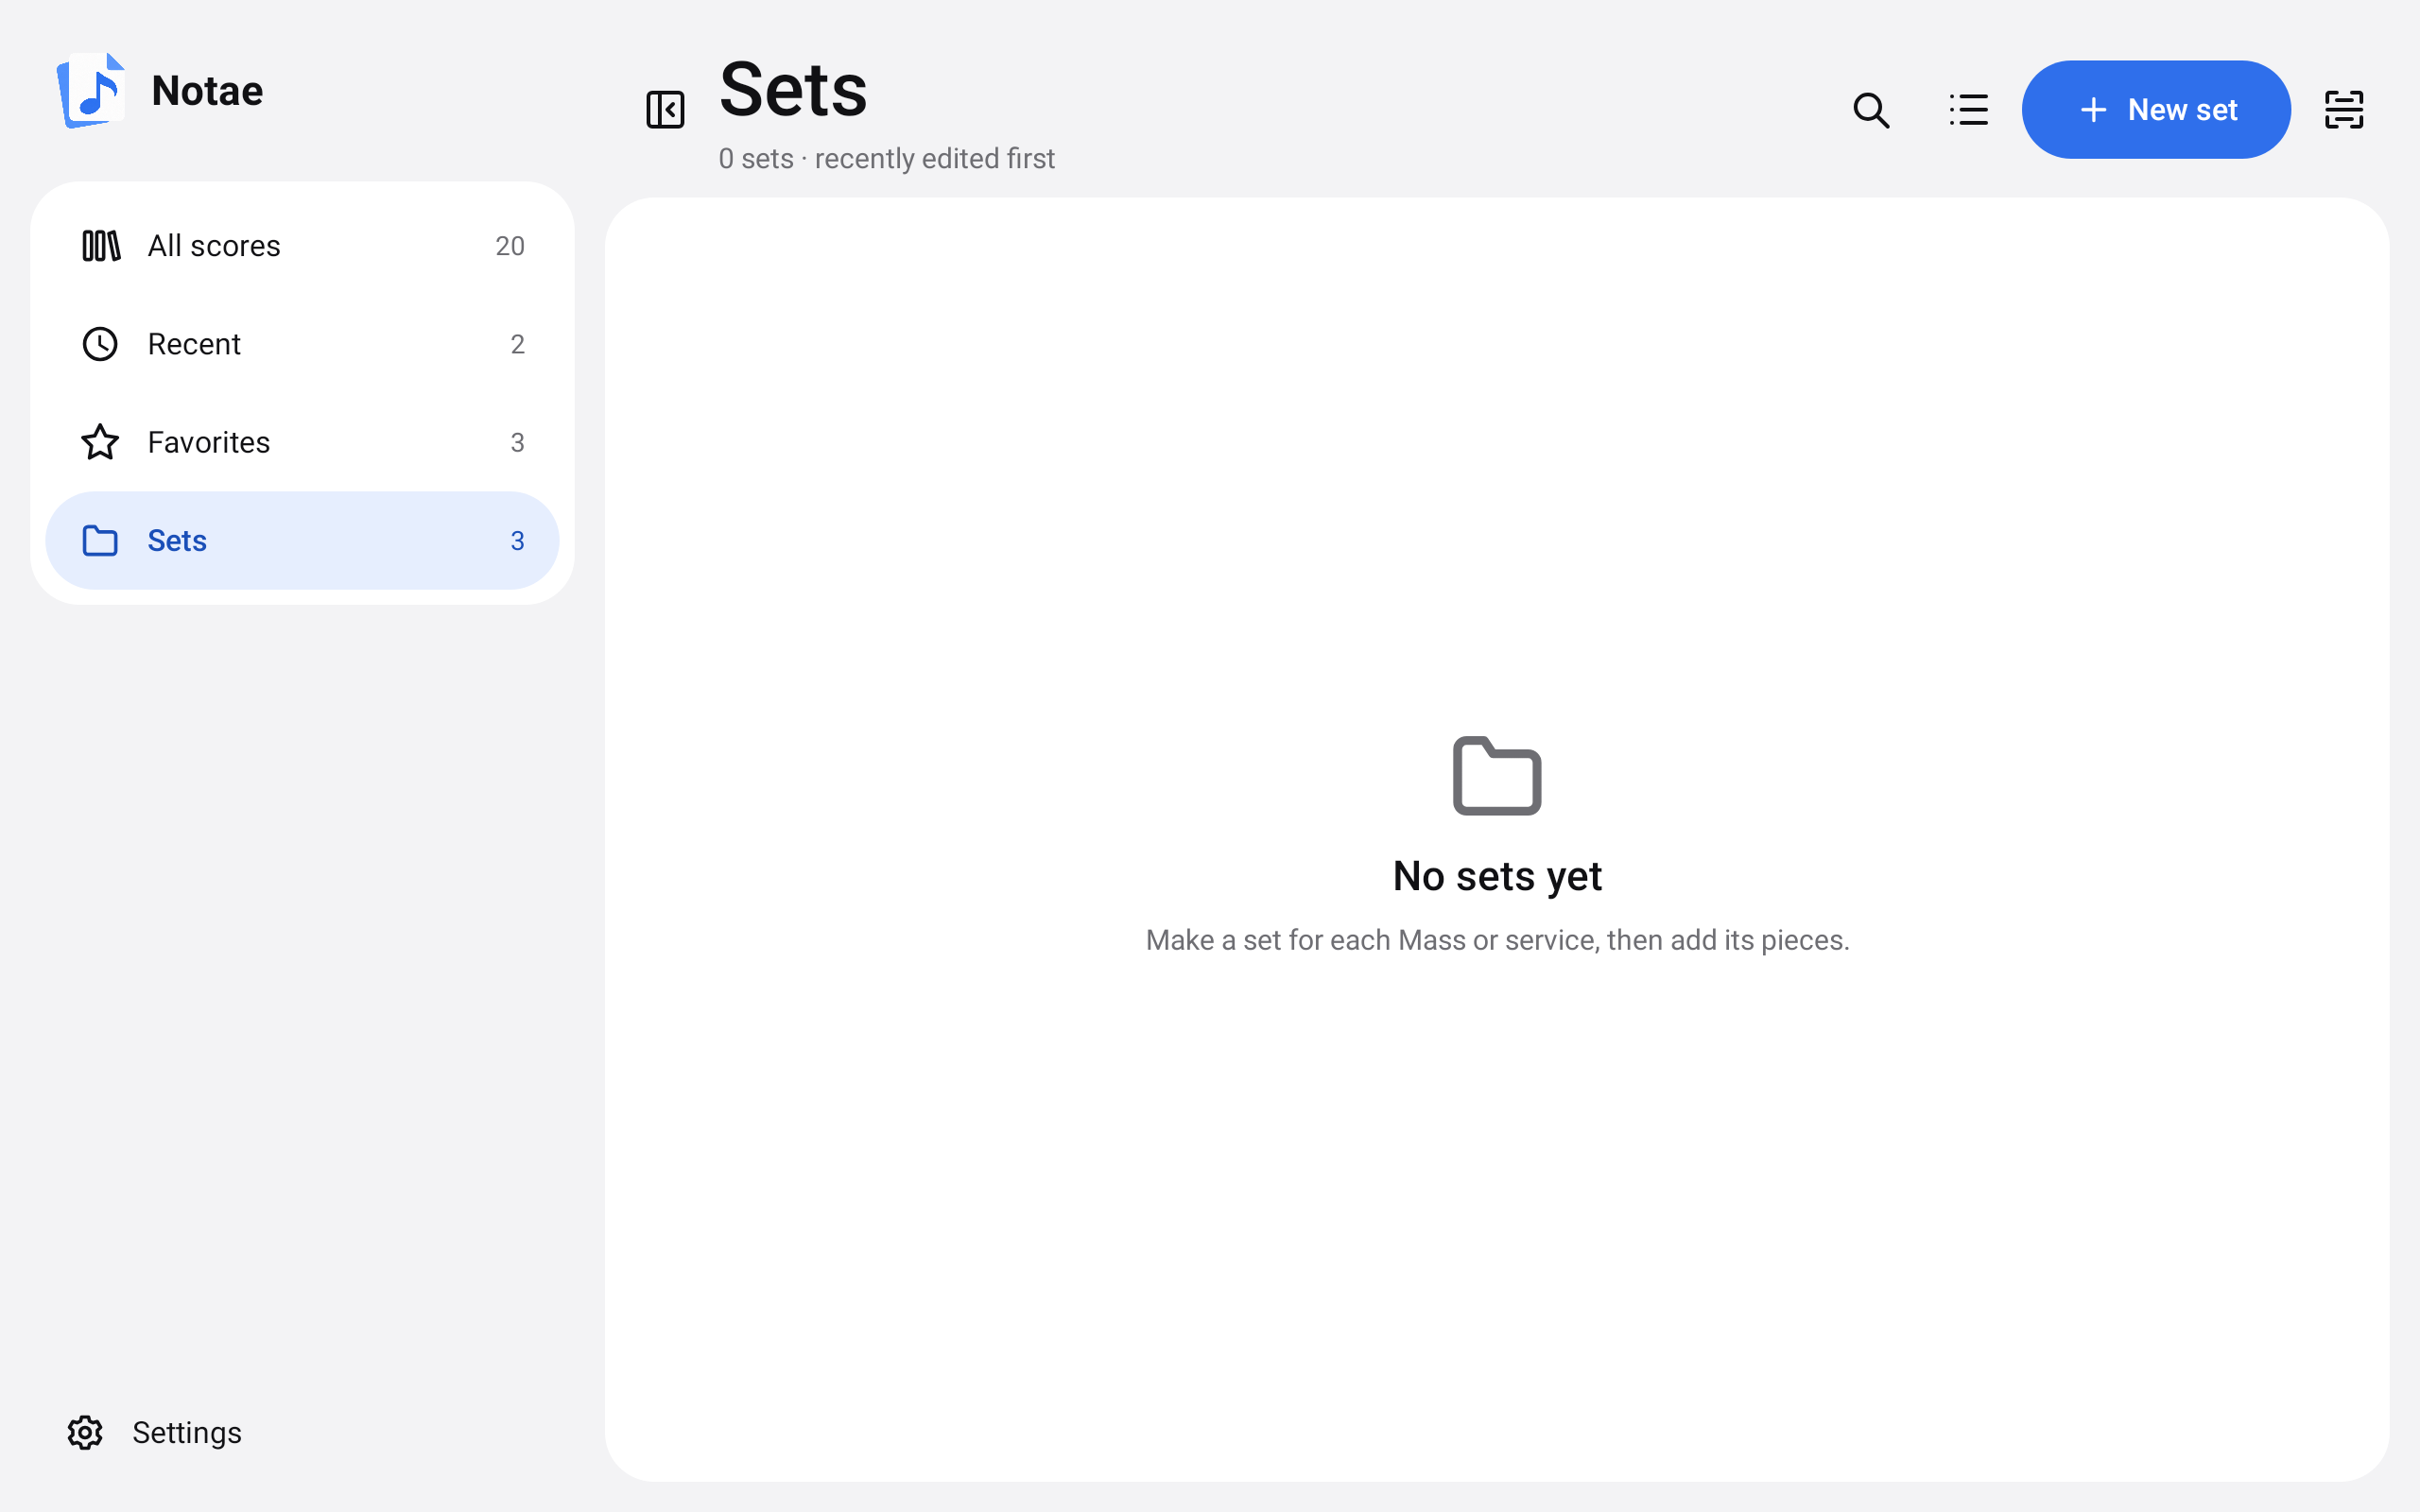 Notae
All scores 20
Recent 2
Favorites 3
Sets 3
Settings
Sets
0 sets · recently edited first
New set
No sets yet
Make a set for each Mass or service, then add its pieces.